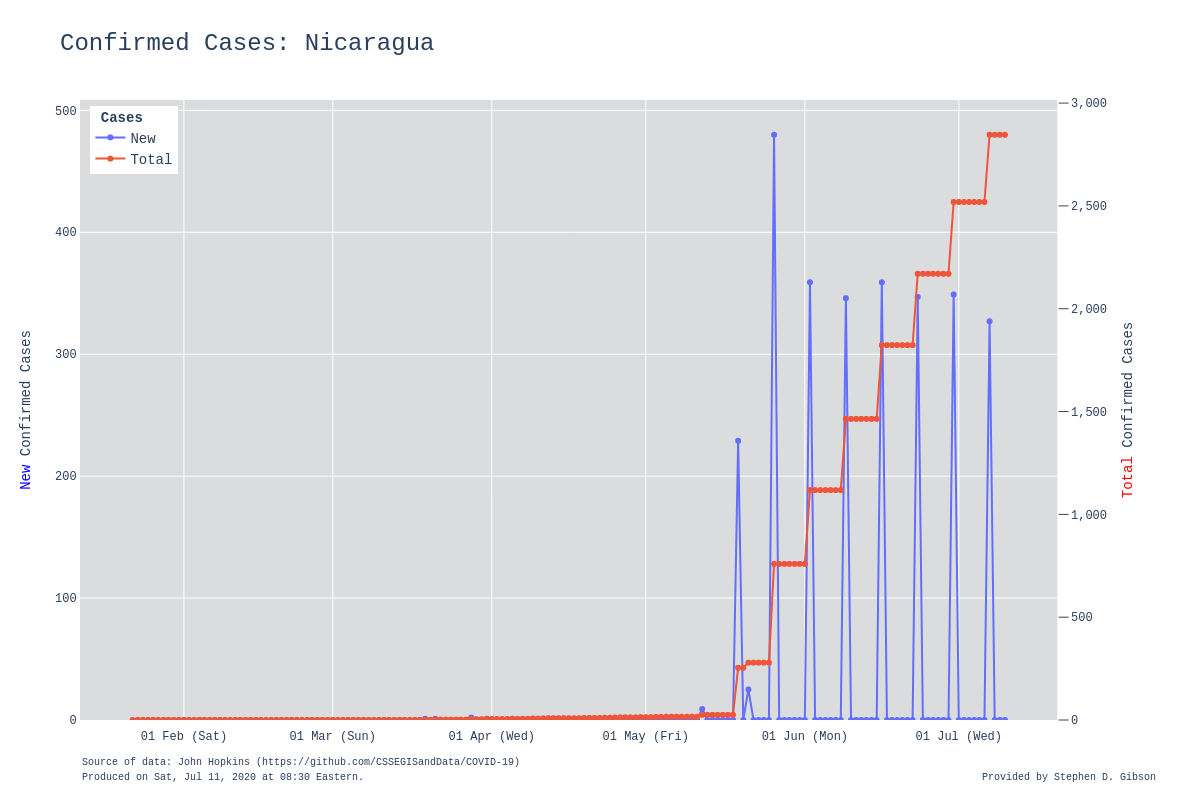 Confirmed Cases: Nicaragua
Cases
New
Total
500
400
300
200
100
0
3,000
2,500
2,000
1,500
1,000
500
0
New Confirmed Cases
Total Confirmed Cases
01 Feb (Sat)
01 Mar (Sun)
01 Apr (Wed)
01 May (Fri)
01 Jun (Mon)
01 Jul (Wed)
Source of data: John Hopkins (https://github.com/CSSEGISandData/COVID-19)
Produced on Sat, Jul 11, 2020 at 08:30 Eastern.
Provided by Stephen D. Gibson